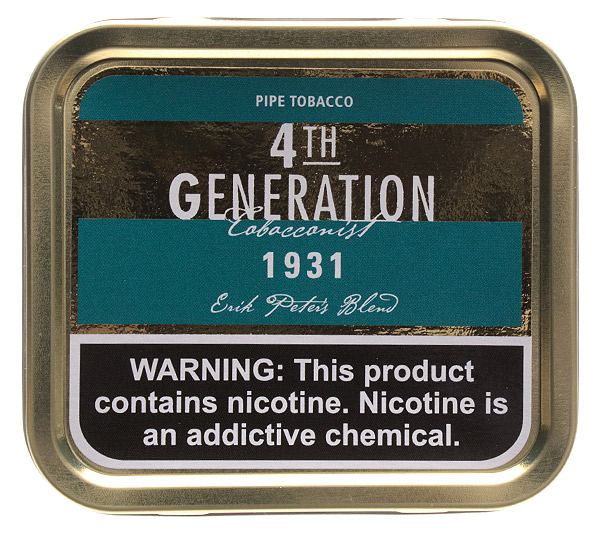 PIPE TOBACCO
4TH
GENERATION
Tobacconist
1931
Erik Peter's Blend
WARNING: This product
contains nicotine. Nicotine is
an addictive chemical.